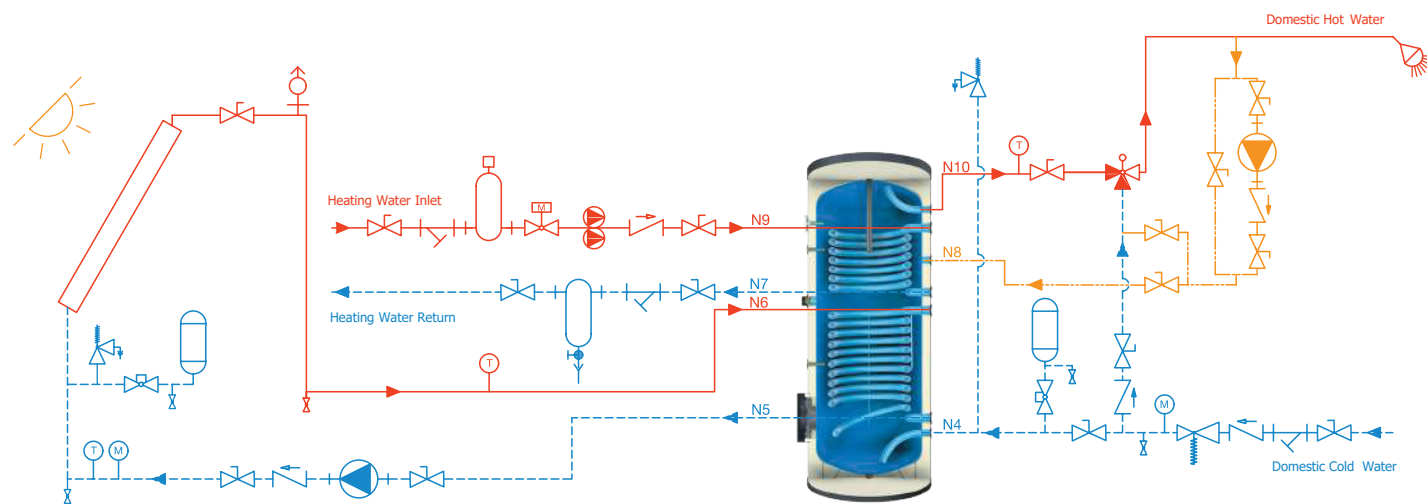 Domestic Hot Water
T
N10
Heating Water Inlet
M
N9
N8
N7
N6
Heating Water Return
T
N5
N4
M
T
M
Domestic Cold Water